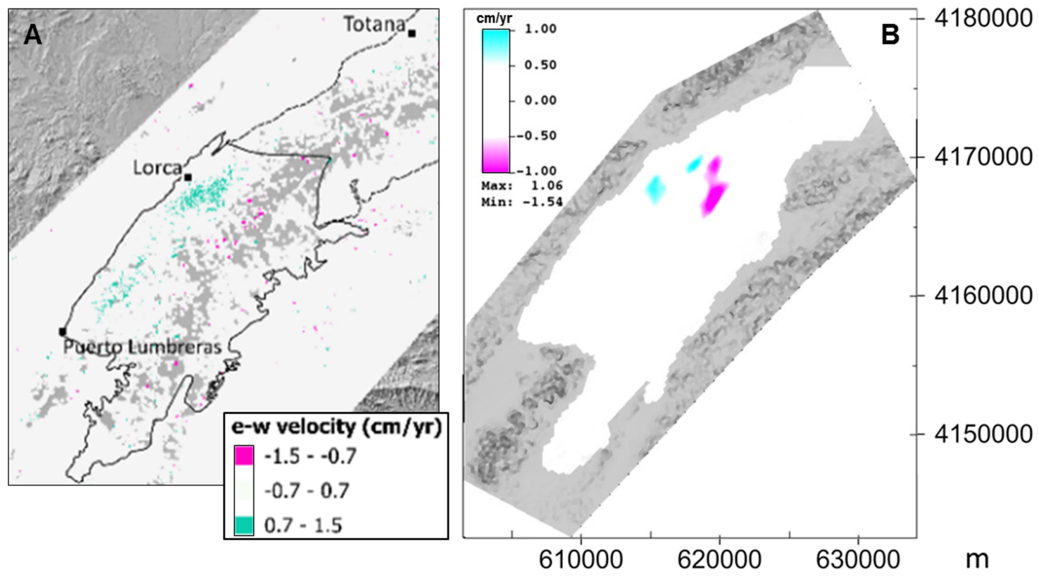 A
Totana
Lorca
Puerto Lumbreras
e-w velocity (cm/yr)
-1.5 - -0.7
-0.7 - 0.7
0.7 - 1.5
B
cm/yr
1.00
0.50
0.00
-0.50
-1.00
Max: 1.06
Min: -1.54
4180000
4170000
4160000
4150000
610000 620000 630000 m